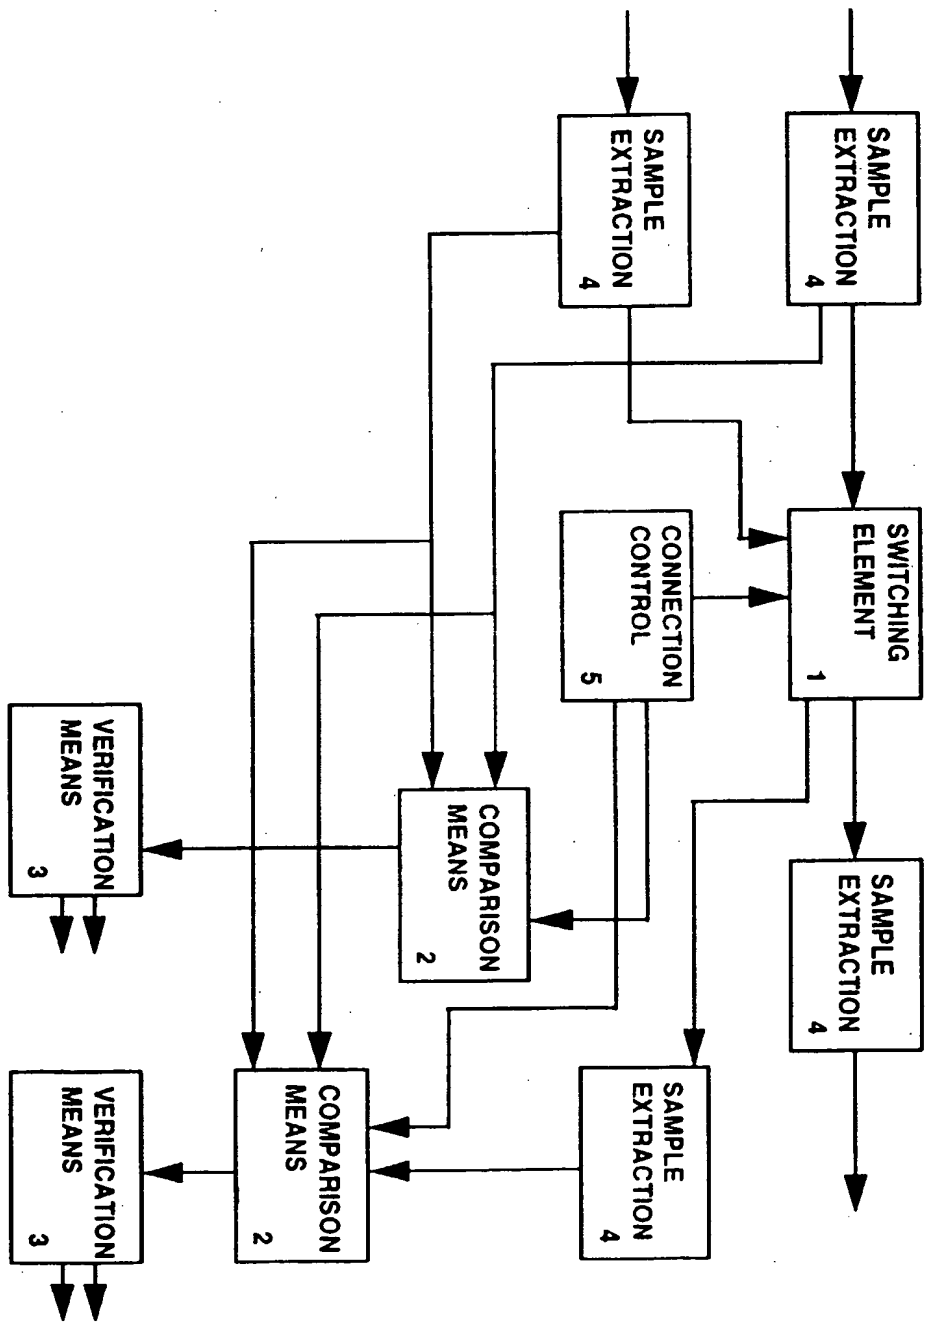 SAMPLE
EXTRACTION
4
SWITCHING
ELEMENT
1
SAMPLE
EXTRACTION
4
SAMPLE
EXTRACTION
4
CONNECTION
CONTROL
5
SAMPLE
EXTRACTION
4
COMPARISON
MEANS
2
COMPARISON
MEANS
2
VERIFICATION
MEANS
3
VERIFICATION
MEANS
3